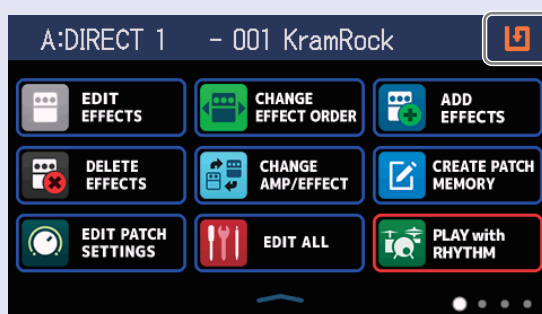 A:DIRECT 1 - 001 KramRock
EDIT
EFFECTS
CHANGE
EFFECT ORDER
ADD
EFFECTS
DELETE
EFFECTS
CHANGE
AMP/EFFECT
CREATE PATCH
MEMORY
EDIT PATCH
SETTINGS
EDIT ALL
PLAY with
RHYTHM